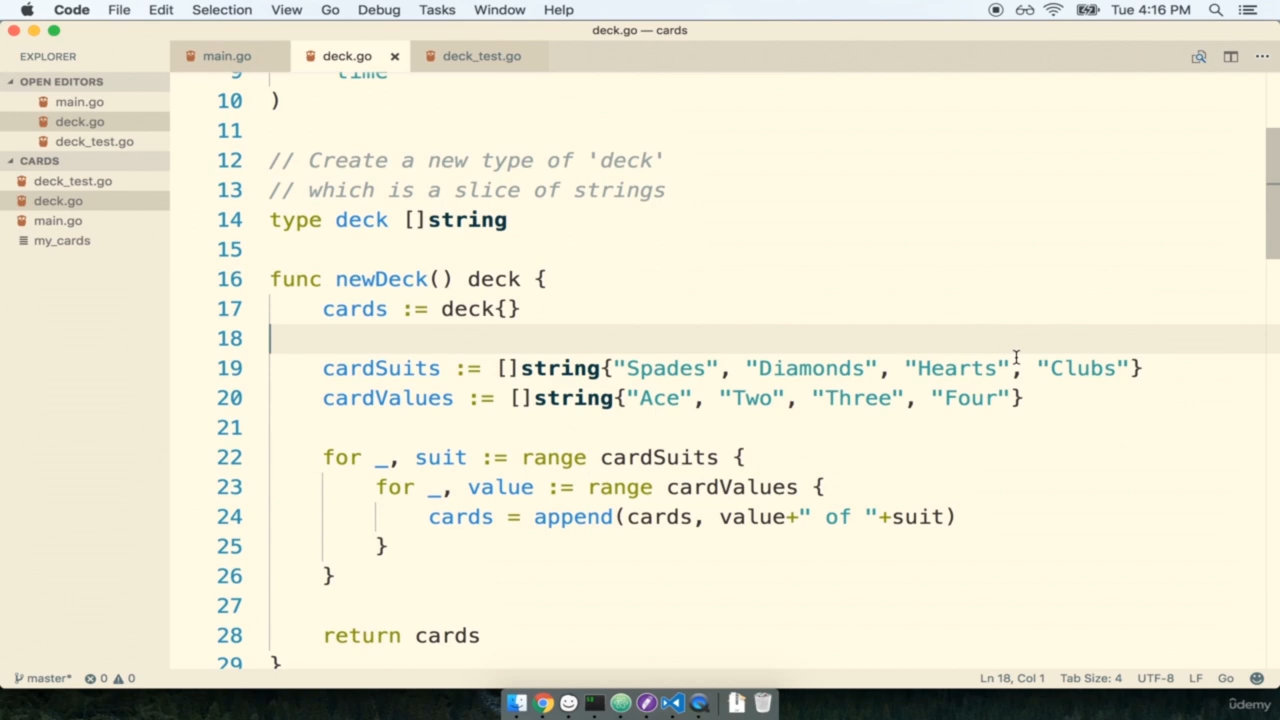 Code File Edit Selection View Go Debug Tasks Window Help Tue 4:16 PM
deck.go — cards
EXPLORER
main.go deck.go deck_test.go
OPEN EDITORS
main.go
deck.go
deck_test.go
CARDS
deck_test.go
deck.go
main.go
my_cards
9 time
10 )
11
12 // Create a new type of 'deck'
13 // which is a slice of strings
14 type deck []string
15
16 func newDeck() deck {
17 cards := deck{}
18
19 cardSuits := []string{"Spades", "Diamonds", "Hearts", "Clubs"}
20 cardValues := []string{"Ace", "Two", "Three", "Four"}
21
22 for _, suit := range cardSuits {
23 for _, value := range cardValues {
24 cards = append(cards, value+" of "+suit)
25 }
26 }
27
28 return cards
29 }
master* 0 0 Ln 18, Col 1 Tab Size: 4 UTF-8 LF Go
ûdemy